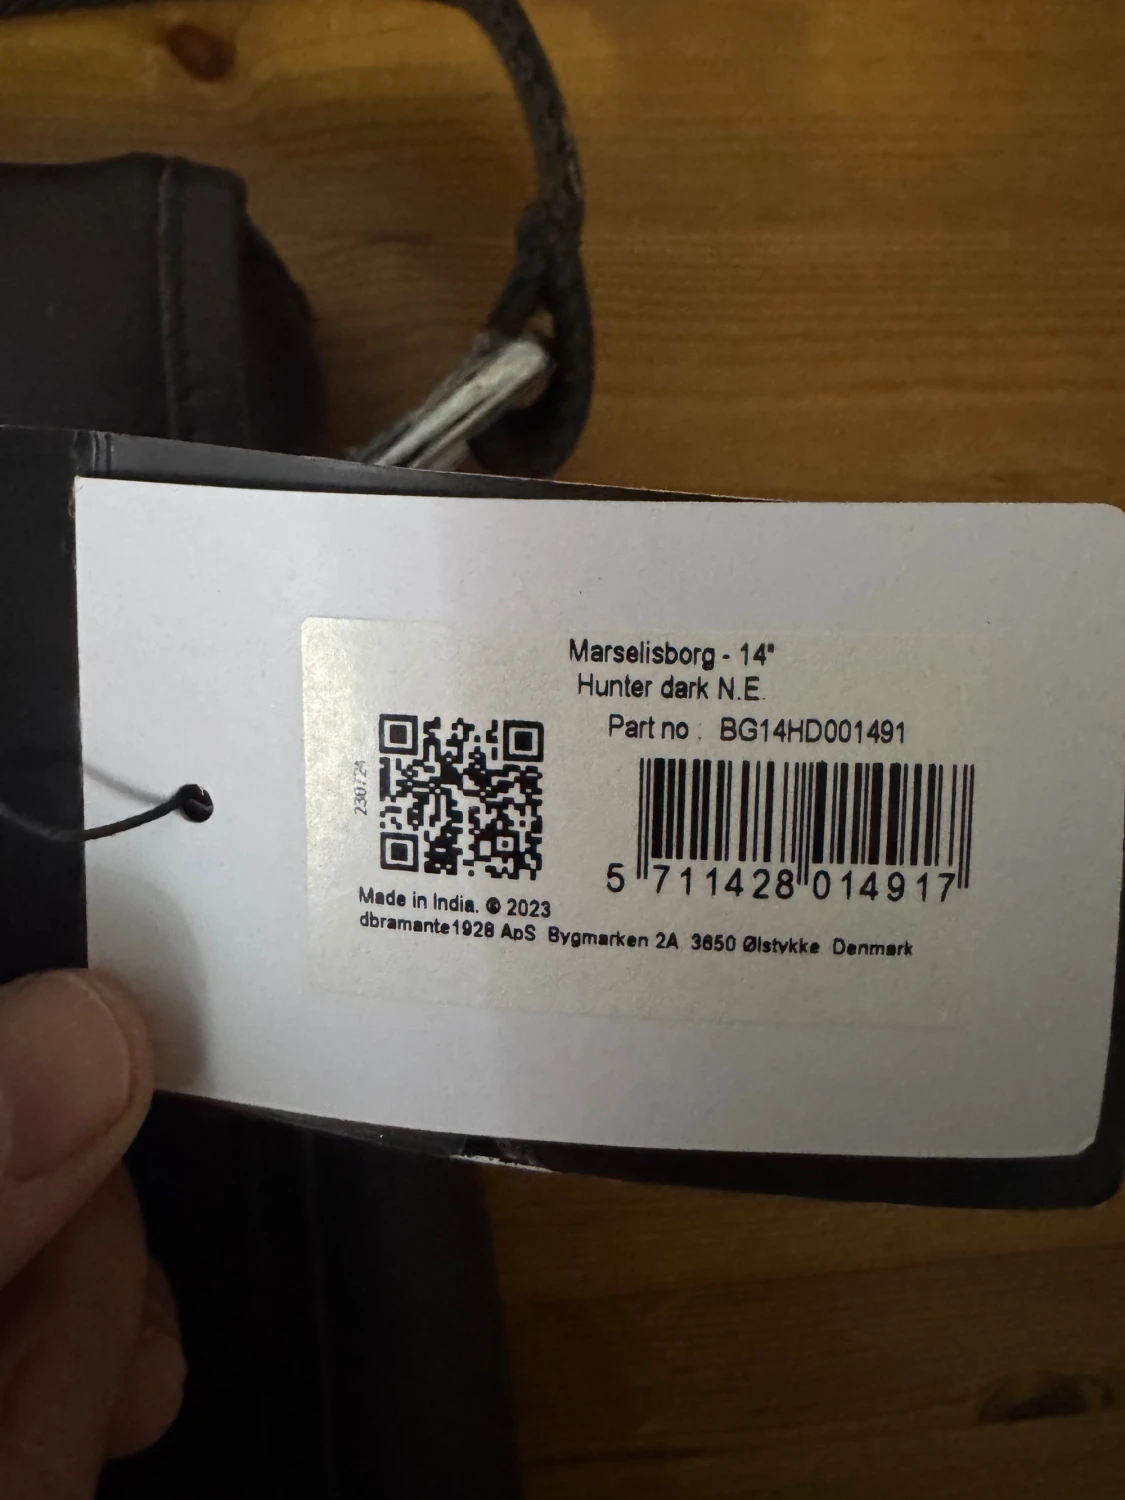 Marselisborg - 14"
Hunter dark N.E.
Part no : BG14HD001491
230724
5 711428 014917
Made in India. © 2023
dbramante1928 ApS Bygmarken 2A 3650 Ølstykke Denmark